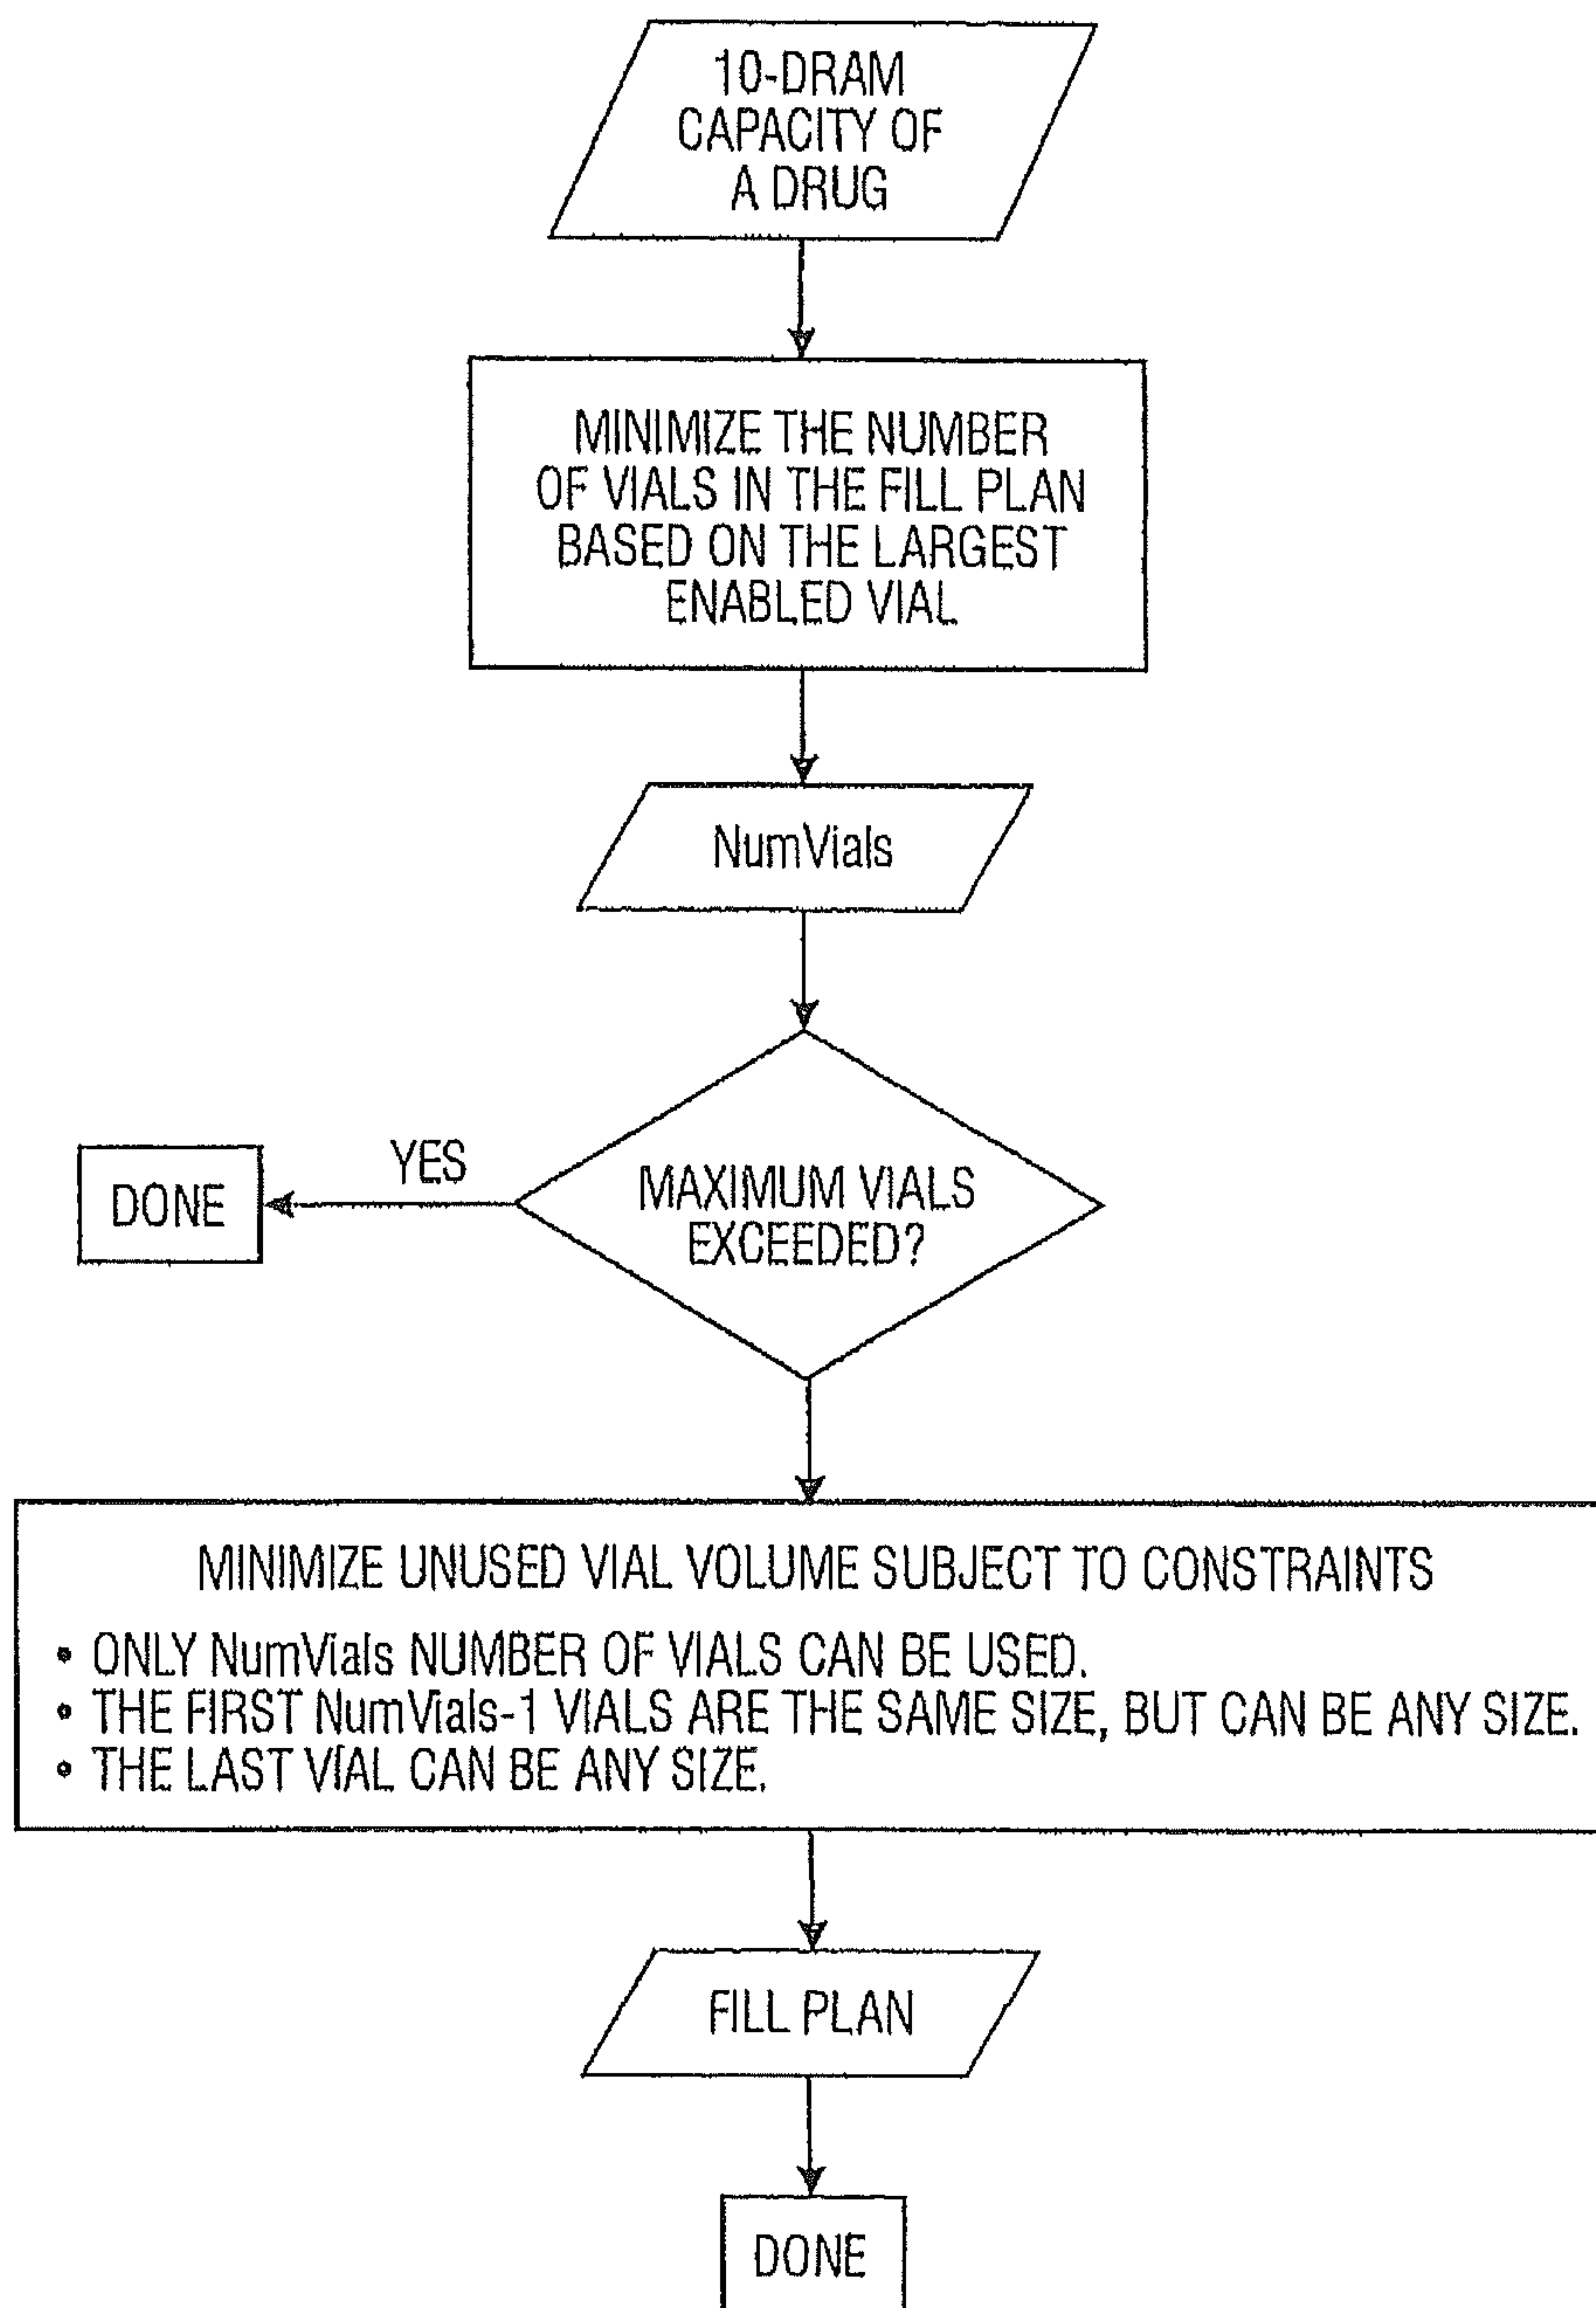 10-DRAM
CAPACITY OF
A DRUG
MINIMIZE THE NUMBER
OF VIALS IN THE FILL PLAN
BASED ON THE LARGEST
ENABLED VIAL
NumVials
YES
DONE
MAXIMUM VIALS
EXCEEDED?
MINIMIZE UNUSED VIAL VOLUME SUBJECT TO CONSTRAINTS
• ONLY NumVials NUMBER OF VIALS CAN BE USED.
• THE FIRST NumVials-1 VIALS ARE THE SAME SIZE, BUT CAN BE ANY SIZE.
• THE LAST VIAL CAN BE ANY SIZE.
FILL PLAN
DONE